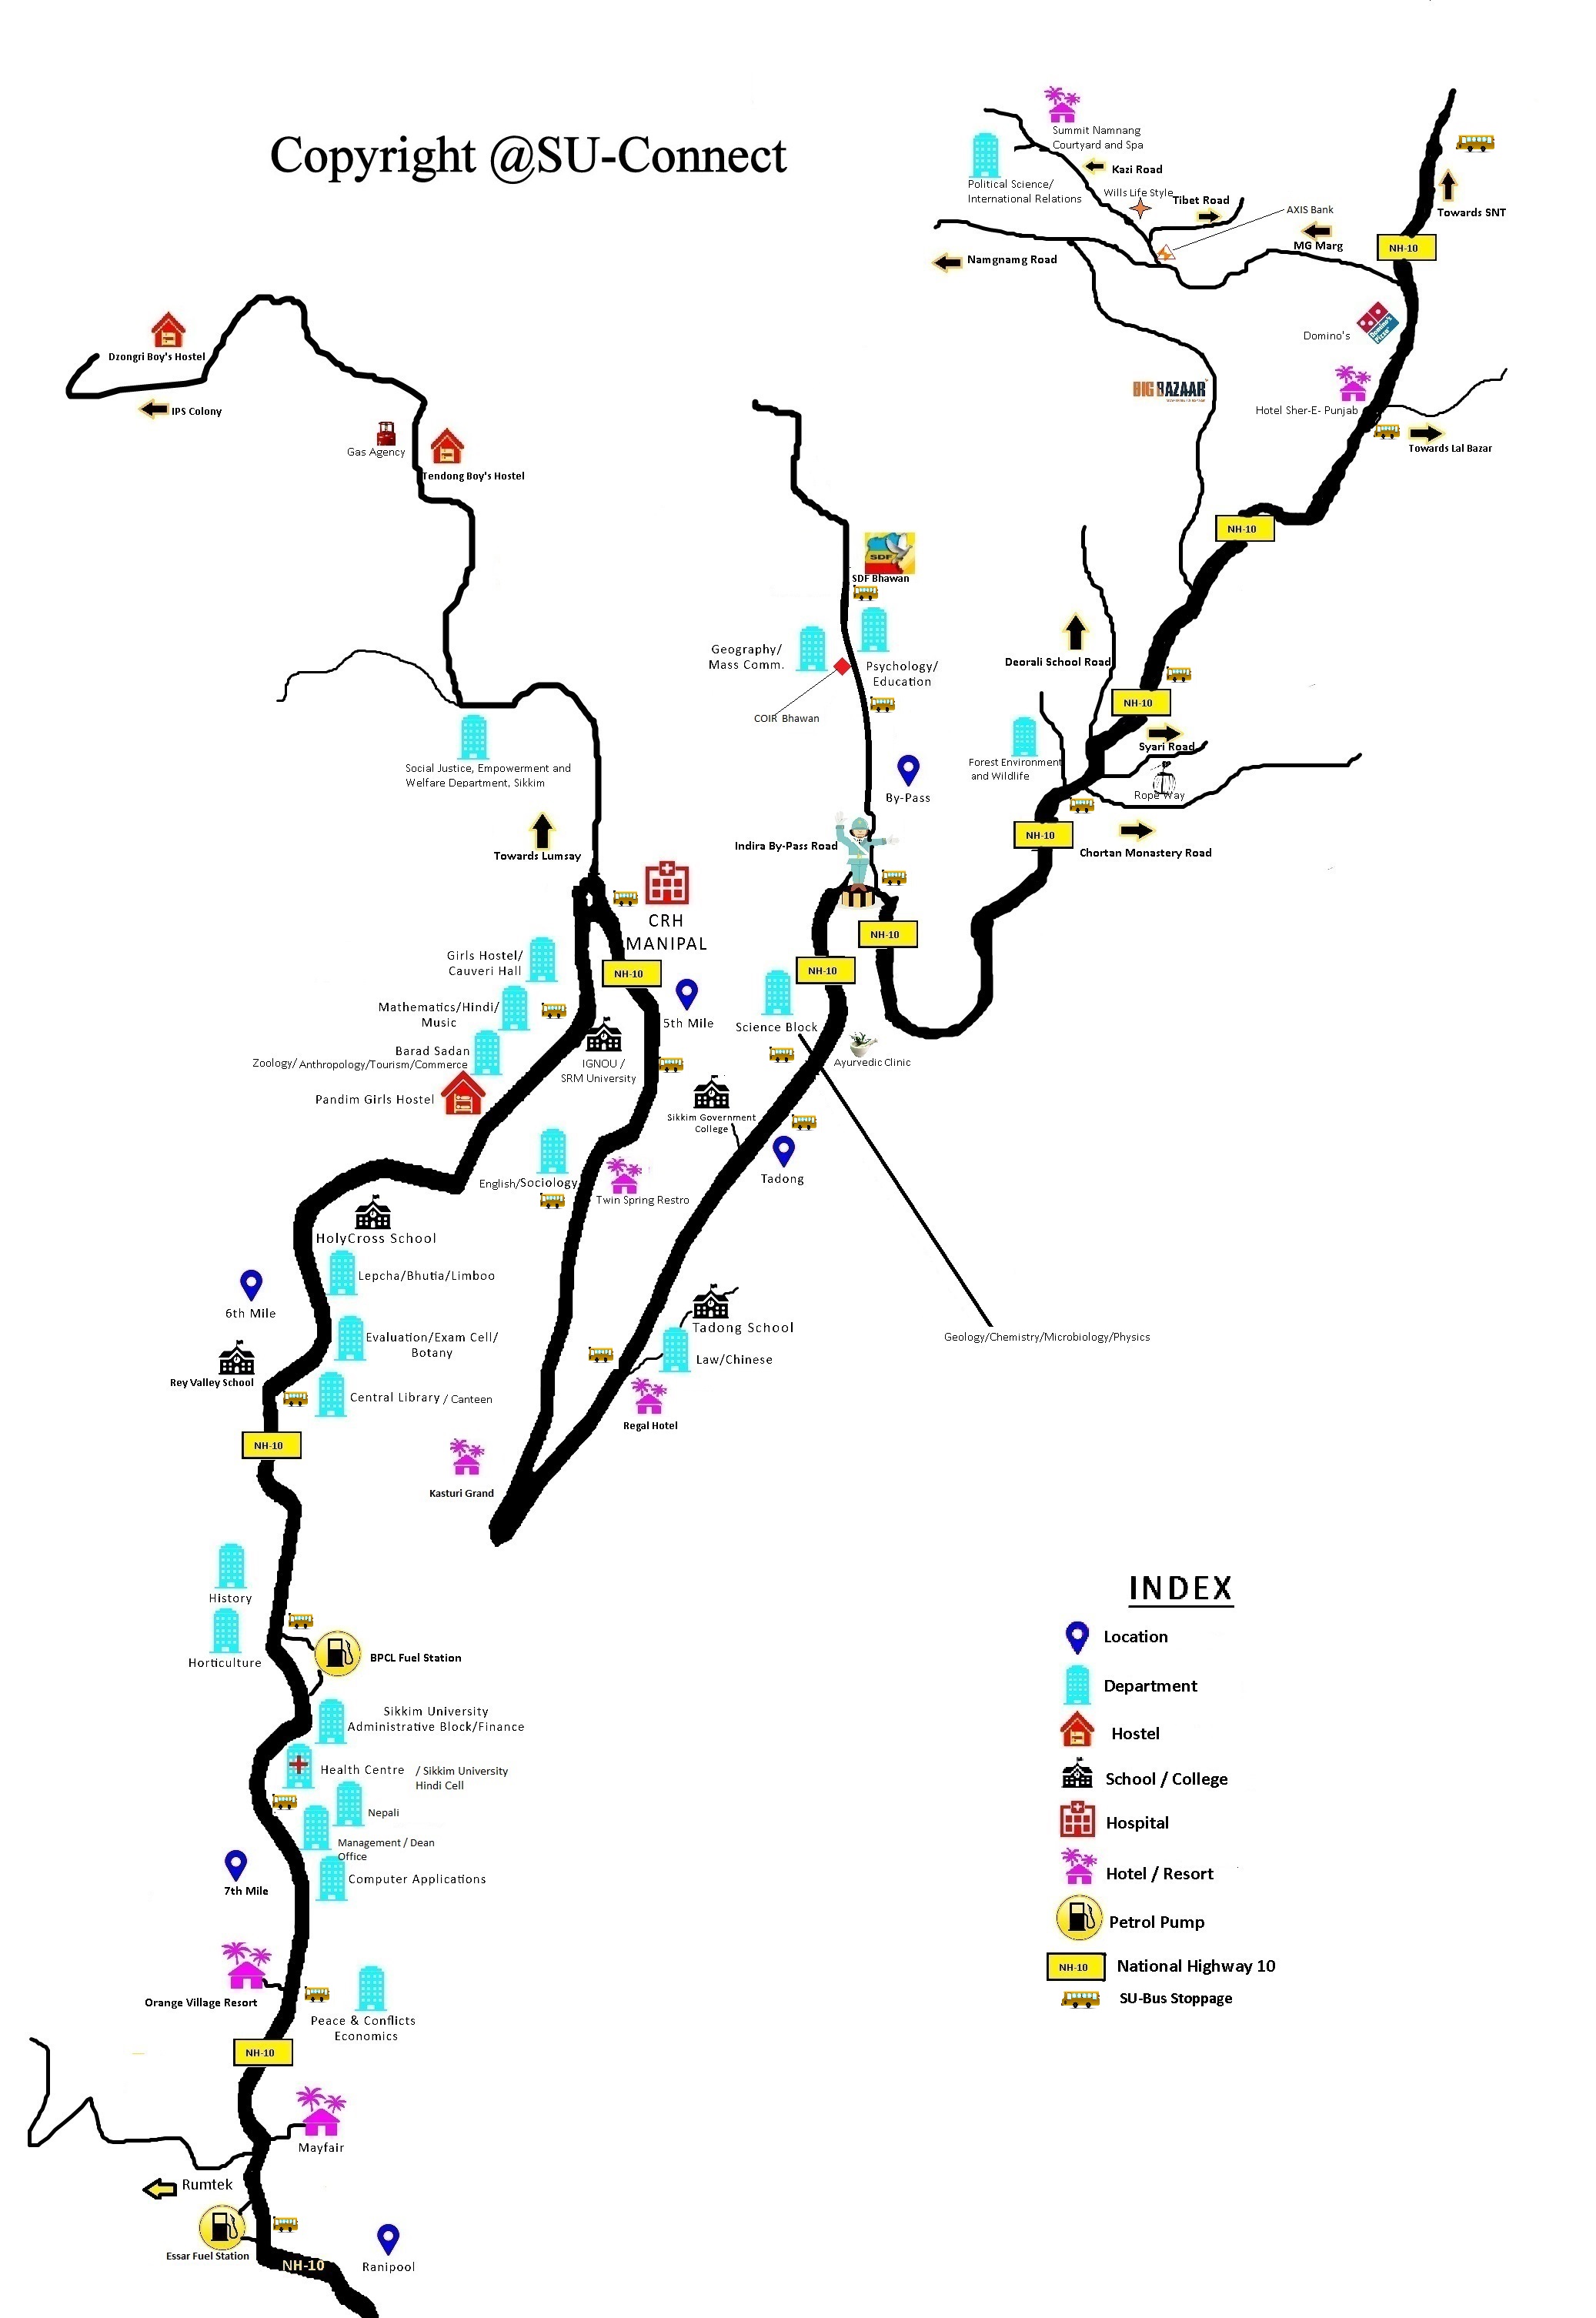 Copyright @SU-Connect
Summit Namnang
Courtyard and Spa
Political Science/
International Relations
Kazi Road
Wills Life Style
Tibet Road
AXIS Bank
MG Marg
Namgnamg Road
Towards SNT
NH-10
Domino's
Domino's
Pizza
BIG BAZAAR
Hotel Sher-E- Punjab
Towards Lal Bazar
NH-10
Dzongri Boy's Hostel
IPS Colony
Gas Agency
Tendong Boy's Hostel
SDF
SDF Bhawan
Geography/
Mass Comm.
Psychology/
Education
COIR Bhawan
By-Pass
Indira By-Pass Road
Deorali School Road
NH-10
Syari Road
Forest Environment
and Wildlife
Rope Way
NH-10
Chortan Monastery Road
Social Justice, Empowerment and
Welfare Department, Sikkim
Towards Lumsay
CRH
MANIPAL
NH-10
NH-10
NH-10
Girls Hostel/
Cauveri Hall
Mathematics/Hindi/
Music
Barad Sadan
Zoology/ Anthropology/Tourism/Commerce
Pandim Girls Hostel
5th Mile
IGNOU /
SRM University
Science Block
Ayurvedic Clinic
Sikkim Government
College
Tadong
English/Sociology
Twin Spring Restro
HolyCross School
Lepcha/Bhutia/Limboo
6th Mile
Evaluation/Exam Cell/
Botany
Rey Valley School
Central Library / Canteen
NH-10
Tadong School
Law/Chinese
Regal Hotel
Geology/Chemistry/Microbiology/Physics
Kasturi Grand
History
Horticulture
BPCL Fuel Station
Sikkim University
Administrative Block/Finance
Health Centre / Sikkim University
Hindi Cell
Nepali
Management / Dean
Office
Computer Applications
7th Mile
Orange Village Resort
Peace & Conflicts
Economics
NH-10
Mayfair
Rumtek
Essar Fuel Station
NH-10
Ranipool
INDEX
Location
Department
Hostel
School / College
Hospital
Hotel / Resort
Petrol Pump
NH-10 National Highway 10
SU-Bus Stoppage